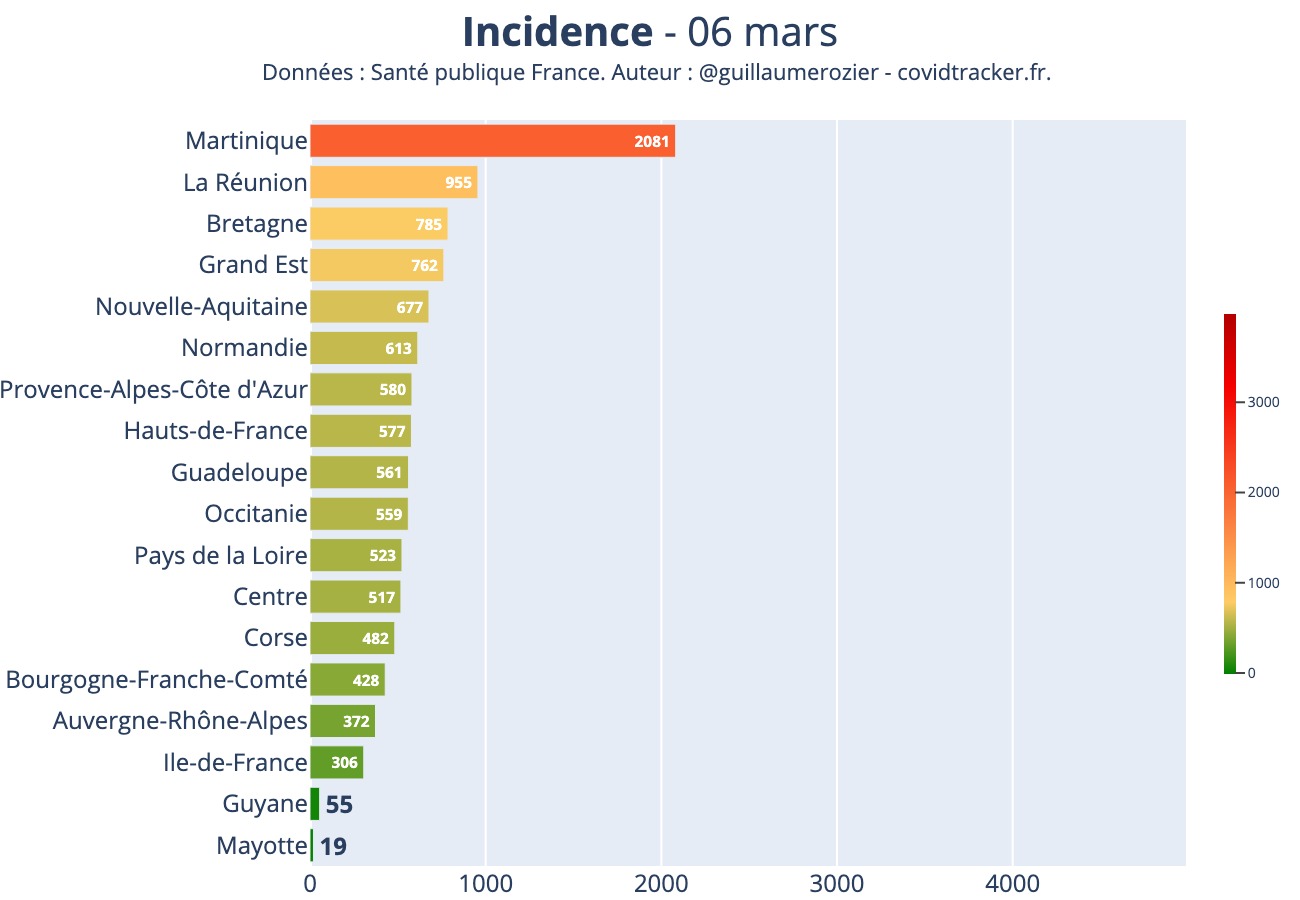 Incidence - 06 mars
Données : Santé publique France. Auteur : @guillaumerozier - covidtracker.fr.
Martinique 2081
La Réunion 955
Bretagne 785
Grand Est 762
Nouvelle-Aquitaine 677
Normandie 613
Provence-Alpes-Côte d'Azur 580
Hauts-de-France 577
Guadeloupe 561
Occitanie 559
Pays de la Loire 523
Centre 517
Corse 482
Bourgogne-Franche-Comté 428
Auvergne-Rhône-Alpes 372
Ile-de-France 306
Guyane 55
Mayotte 19
0 1000 2000 3000 4000
3000
2000
1000
0